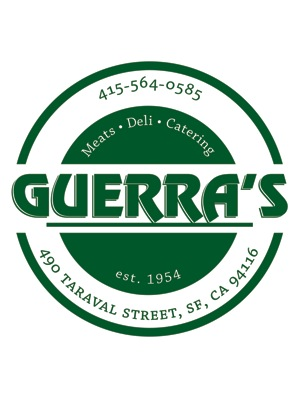 415-564-0585
Meats • Deli • Catering
GUERRA'S
est. 1954
490 TARAVAL STREET, SF, CA 94116